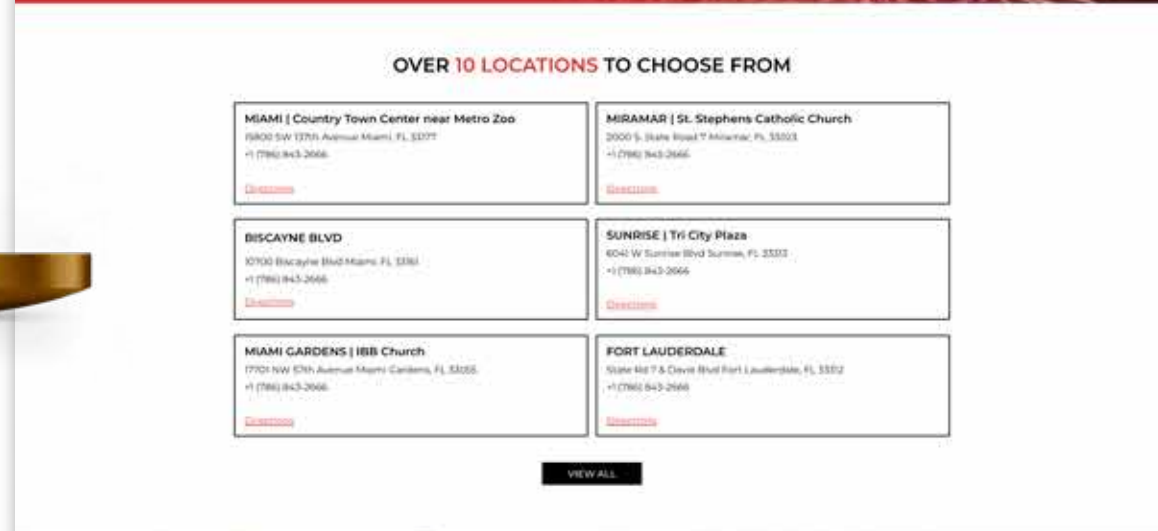 OVER 10 LOCATIONS TO CHOOSE FROM
MIAMI | Country Town Center near Metro Zoo
15800 SW 137th Avenue Miami, FL 33177
+1 (786) 843-2666
Directions
MIRAMAR | St. Stephens Catholic Church
2000 S. State Road 7 Miramar, FL 33023
+1 (786) 843-2666
Directions
BISCAYNE BLVD
10700 Biscayne Blvd Miami, FL 33161
+1 (786) 843-2666
Directions
SUNRISE | Tri City Plaza
6041 W Sunrise Blvd Sunrise, FL 33313
+1 (786) 843-2666
Directions
MIAMI GARDENS | IBB Church
17701 NW 57th Avenue Miami Gardens, FL 33055
+1 (786) 843-2666
Directions
FORT LAUDERDALE
State Rd 7 & Davie Blvd Fort Lauderdale, FL 33312
+1 (786) 843-2666
Directions
VIEW ALL